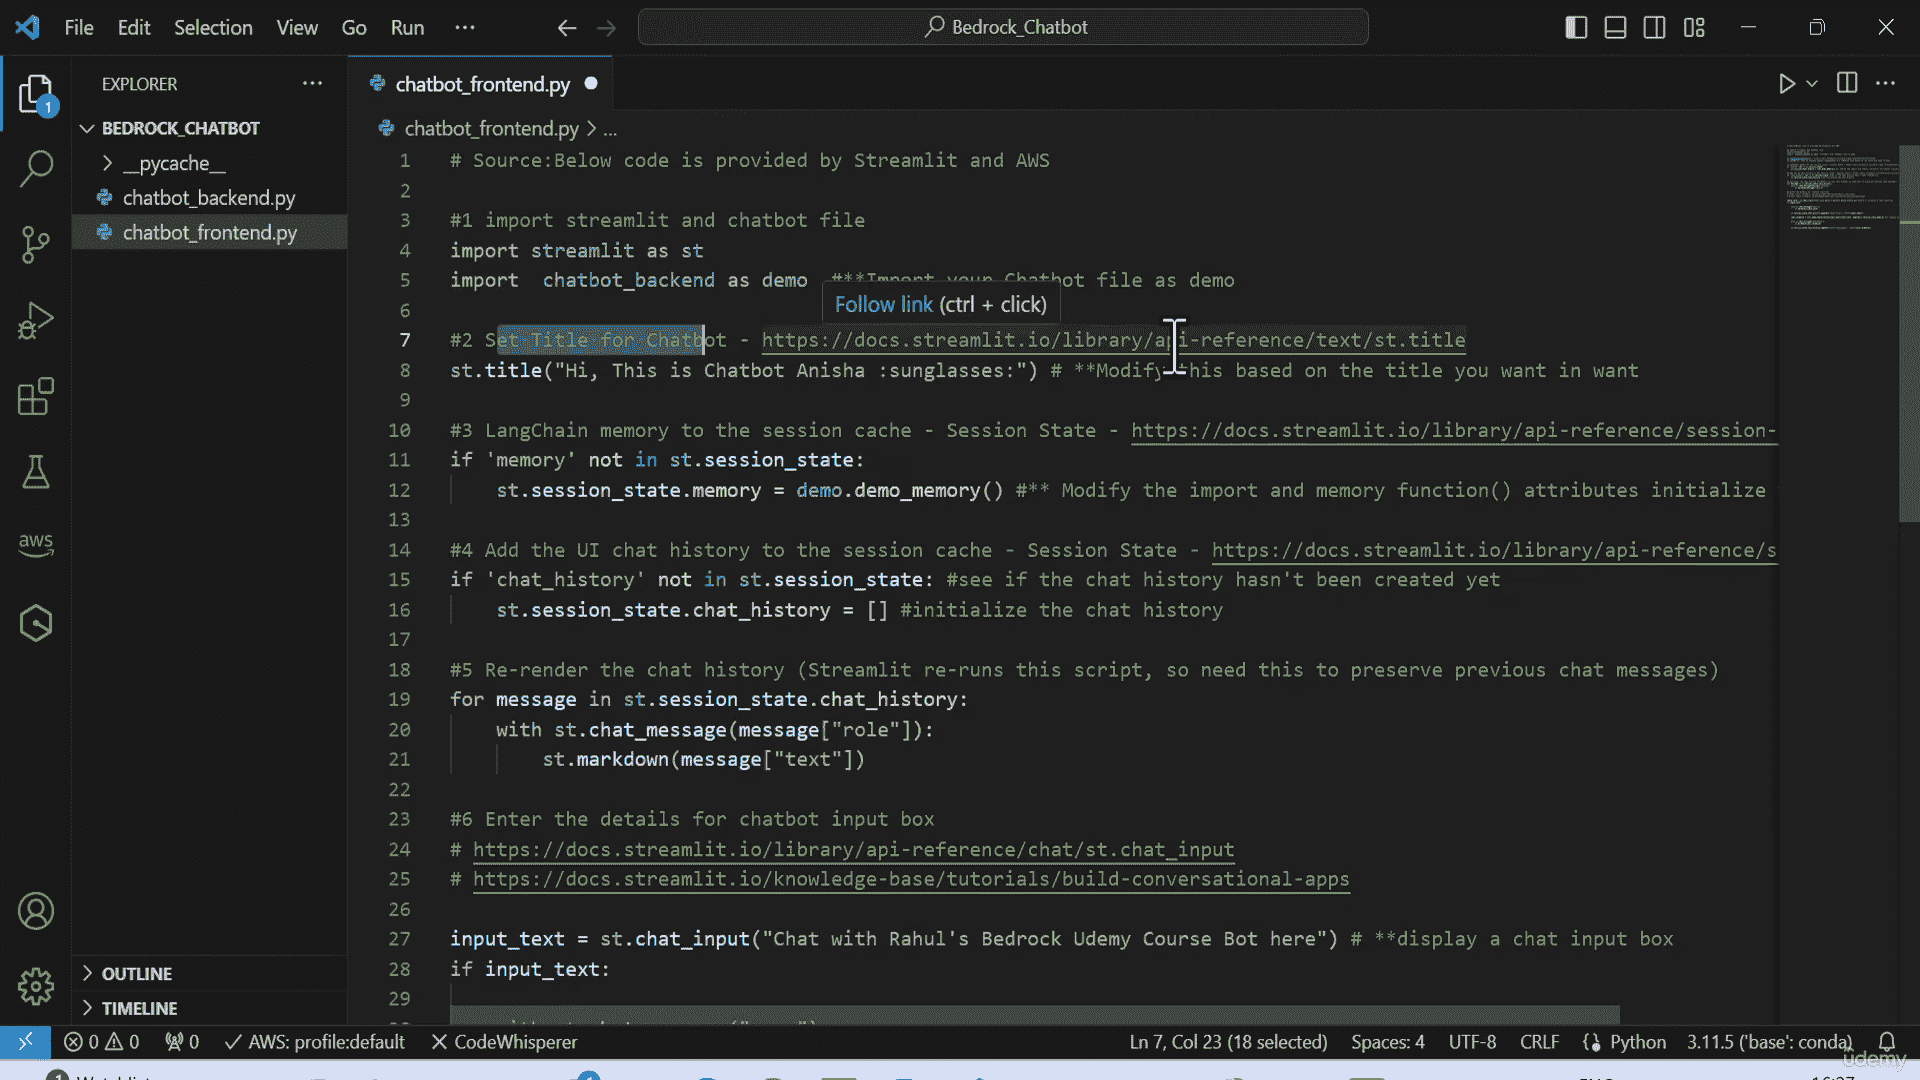 File Edit Selection View Go Run ···
Bedrock_Chatbot
EXPLORER
chatbot_frontend.py
BEDROCK_CHATBOT
__pycache__
chatbot_backend.py
chatbot_frontend.py
OUTLINE
TIMELINE
1
aws
chatbot_frontend.py > ...
1 # Source:Below code is provided by Streamlit and AWS
2
3 #1 import streamlit and chatbot file
4 import streamlit as st
5 import  chatbot_backend as demo  #**Import your Chatbot file as demo
Follow link (ctrl + click)
6
7 #2 Set Title for Chatbot - https://docs.streamlit.io/library/api-reference/text/st.title
8 st.title("Hi, This is Chatbot Anisha :sunglasses:") # **Modify this based on the title you want in want
9
10 #3 LangChain memory to the session cache - Session State - https://docs.streamlit.io/library/api-reference/session-
11 if 'memory' not in st.session_state:
12 st.session_state.memory = demo.demo_memory() #** Modify the import and memory function() attributes initialize
13
14 #4 Add the UI chat history to the session cache - Session State - https://docs.streamlit.io/library/api-reference/s
15 if 'chat_history' not in st.session_state: #see if the chat history hasn't been created yet
16 st.session_state.chat_history = [] #initialize the chat history
17
18 #5 Re-render the chat history (Streamlit re-runs this script, so need this to preserve previous chat messages)
19 for message in st.session_state.chat_history:
20 with st.chat_message(message["role"]):
21 st.markdown(message["text"])
22
23 #6 Enter the details for chatbot input box
24 # https://docs.streamlit.io/library/api-reference/chat/st.chat_input
25 # https://docs.streamlit.io/knowledge-base/tutorials/build-conversational-apps
26
27 input_text = st.chat_input("Chat with Rahul's Bedrock Udemy Course Bot here") # **display a chat input box
28 if input_text:
29
0 0 0 AWS: profile:default CodeWhisperer
Ln 7, Col 23 (18 selected) Spaces: 4 UTF-8 CRLF Python 3.11.5 ('base': conda)
udemy